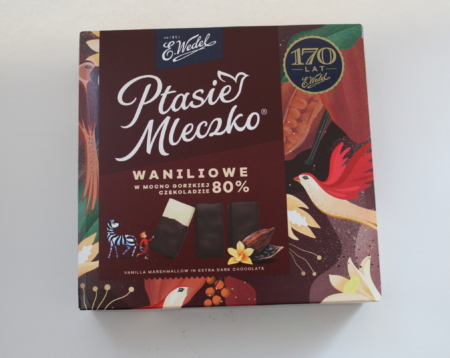 E. Wedel
170
LAT
E. Wedel
Ptasie
Mleczko®
WANILIOWE
W MOCNO GORZKIEJ
CZEKOLADZIE 80%
VANILLA MARSHMALLOW IN EXTRA DARK CHOCOLATE